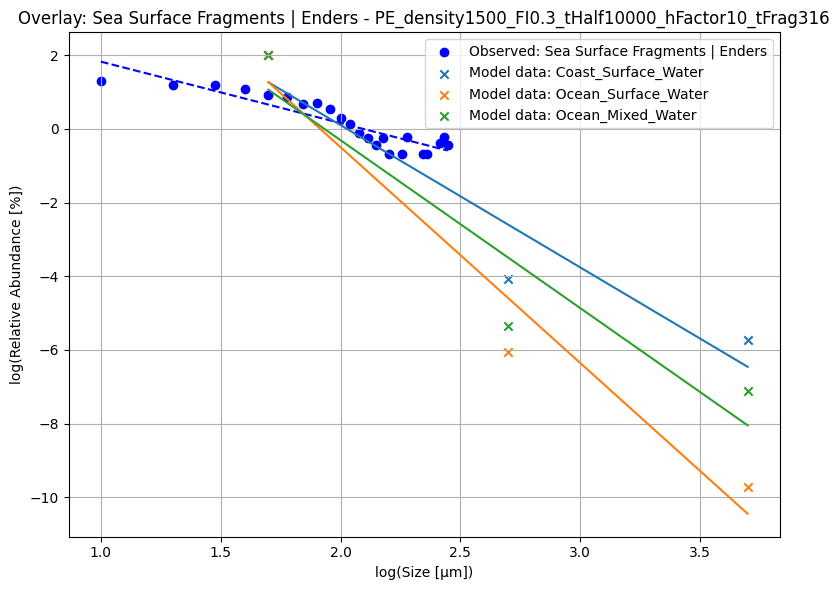 Overlay: Sea Surface Fragments | Enders - PE_density1500_FI0.3_tHalf10000_hFactor10_tFrag316
Observed: Sea Surface Fragments | Enders
Model data: Coast_Surface_Water
Model data: Ocean_Surface_Water
Model data: Ocean_Mixed_Water
log(Relative Abundance [%])
2
0
−2
−4
−6
−8
−10
1.0 1.5 2.0 2.5 3.0 3.5
log(Size [μm])